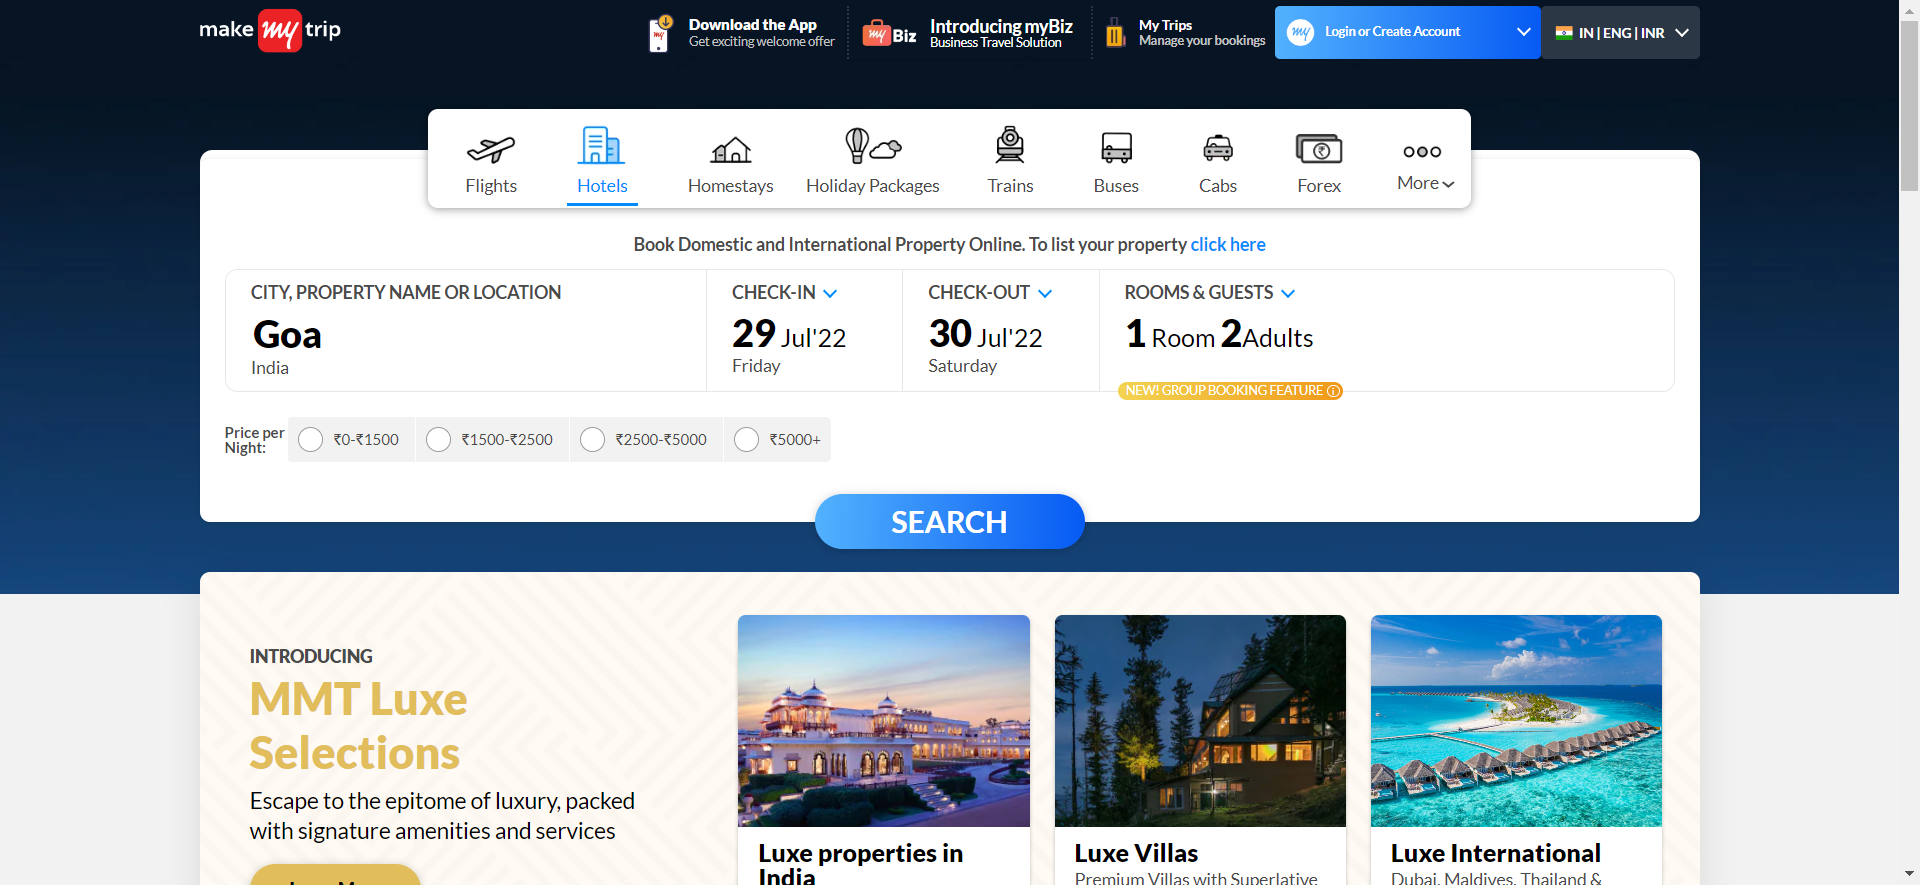 make my trip
Download the App
Get exciting welcome offer
my Biz
Introducing myBiz
Business Travel Solution
My Trips
Manage your bookings
my
Login or Create Account
IN | ENG | INR
Flights
Hotels
Homestays
Holiday Packages
Trains
Buses
Cabs
Forex
More
Book Domestic and International Property Online. To list your property click here
CITY, PROPERTY NAME OR LOCATION
Goa
India
CHECK-IN
29 Jul'22
Friday
CHECK-OUT
30 Jul'22
Saturday
ROOMS & GUESTS
1 Room 2Adults
NEW! GROUP BOOKING FEATURE
Price per
Night:
₹0-₹1500
₹1500-₹2500
₹2500-₹5000
₹5000+
SEARCH
INTRODUCING
MMT Luxe
Selections
Escape to the epitome of luxury, packed
with signature amenities and services
Luxe properties in
India
Luxe Villas
Premium Villas with Superlative
Luxe International
Dubai, Maldives, Thailand &